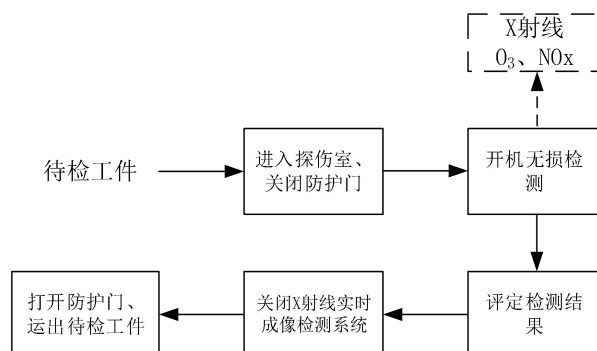 X射线
O₃、NOx
待检工件
进入探伤室、
关闭防护门
开机无损检
测
打开防护门、
运出待检工件
关闭X射线实时
成像检测系统
评定检测结
果